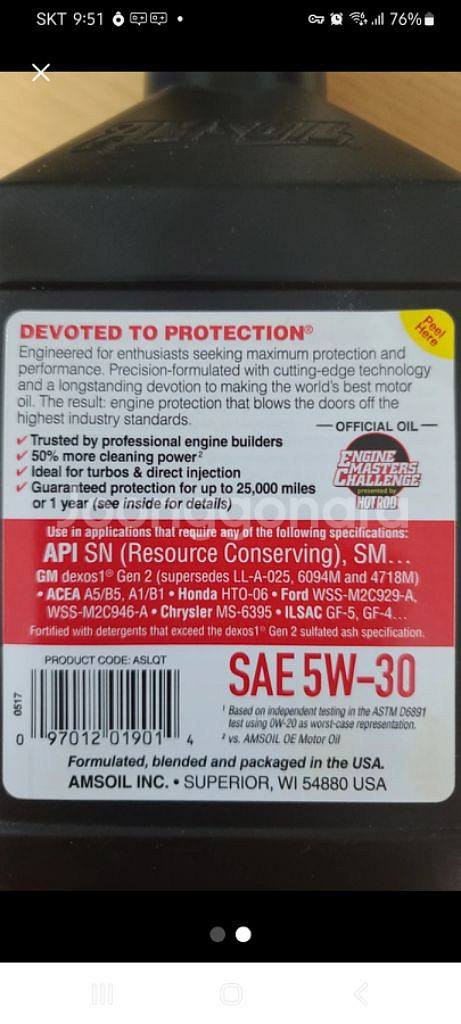 SKT 9:51
76%
AMSOIL
Peel Here
DEVOTED TO PROTECTION®
Engineered for enthusiasts seeking maximum protection and
performance. Precision-formulated with cutting-edge technology
and a longstanding devotion to making the world's best motor
oil. The result: engine protection that blows the doors off the
highest industry standards.
OFFICIAL OIL
✓ Trusted by professional engine builders
✓ 50% more cleaning power²
✓ Ideal for turbos & direct injection
✓ Guaranteed protection for up to 25,000 miles
or 1 year (see inside for details)
ENGINE
MASTERS
CHALLENGE
presented by
HOT ROD
joonggonara
Use in applications that require any of the following specifications:
API SN (Resource Conserving), SM...
GM dexos1® Gen 2 (supersedes LL-A-025, 6094M and 4718M)
• ACEA A5/B5, A1/B1 • Honda HTO-06 • Ford WSS-M2C929-A,
WSS-M2C946-A • Chrysler MS-6395 • ILSAC GF-5, GF-4...
Fortified with detergents that exceed the dexos1® Gen 2 sulfated ash specification.
PRODUCT CODE: ASLQT
0517
0 97012 01901 4
SAE 5W-30
¹ Based on independent testing in the ASTM D6891
test using 0W-20 as worst-case representation.
² vs. AMSOIL OE Motor Oil
Formulated, blended and packaged in the USA.
AMSOIL INC. • SUPERIOR, WI 54880 USA